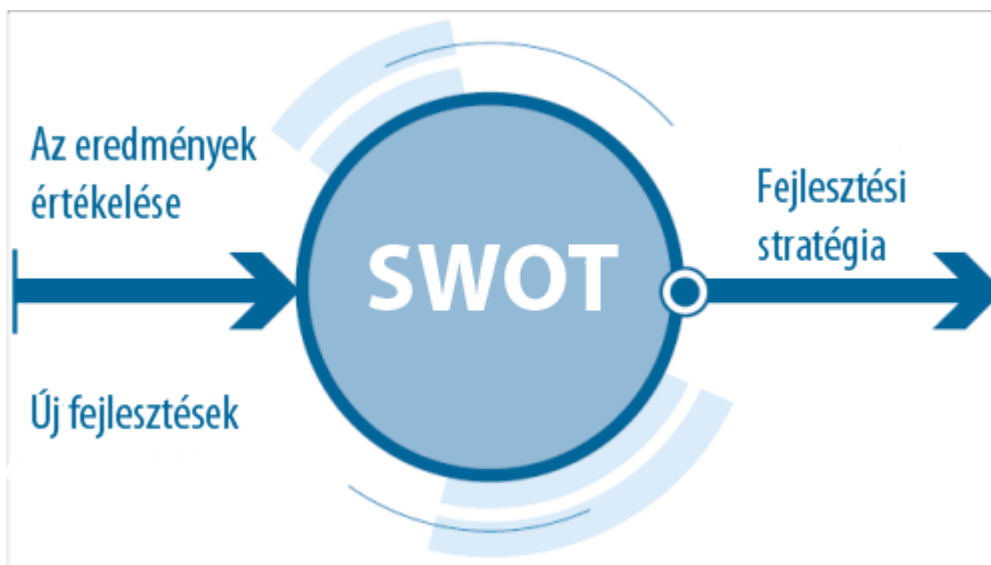 Az eredmények
értékelése
Új fejlesztések
SWOT
Fejlesztési
stratégia